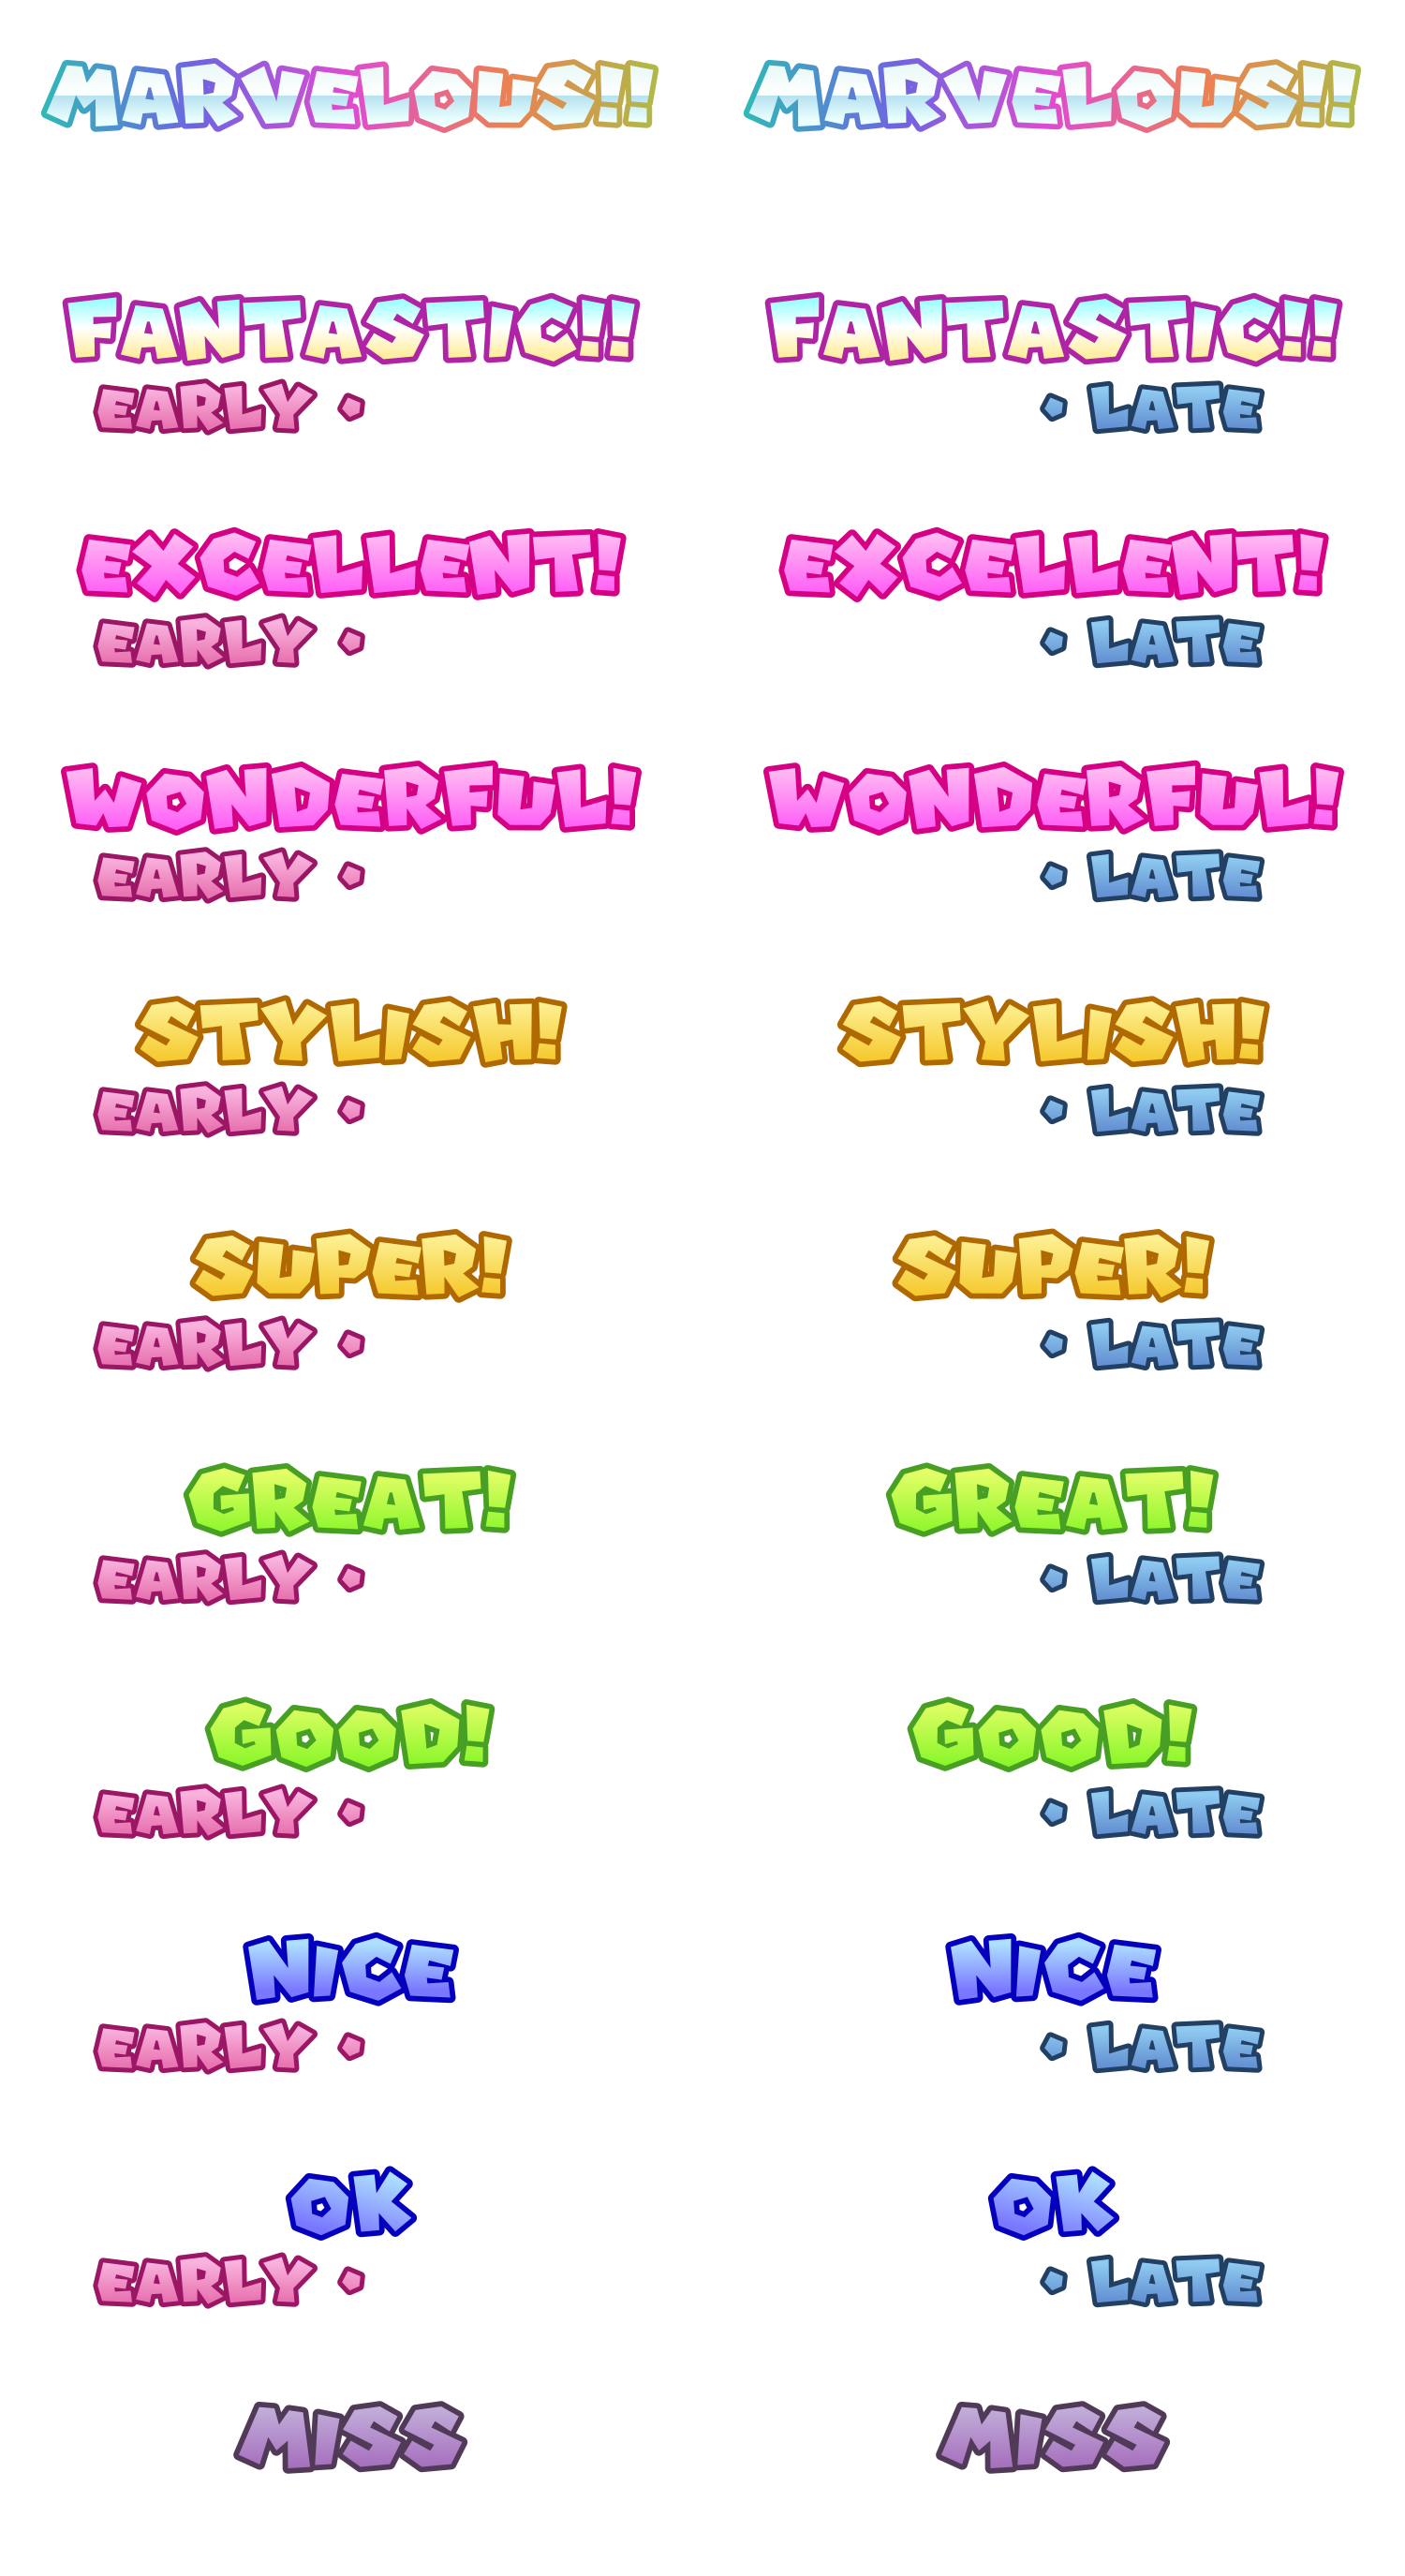 MARVELOUS!! MARVELOUS!!
FANTASTIC!! FANTASTIC!!
EARLY • • LATE
EXCELLENT! EXCELLENT!
EARLY • • LATE
WONDERFUL! WONDERFUL!
EARLY • • LATE
STYLISH! STYLISH!
EARLY • • LATE
SUPER! SUPER!
EARLY • • LATE
GREAT! GREAT!
EARLY • • LATE
GOOD! GOOD!
EARLY • • LATE
NICE NICE
EARLY • • LATE
OK OK
EARLY • • LATE
MISS MISS